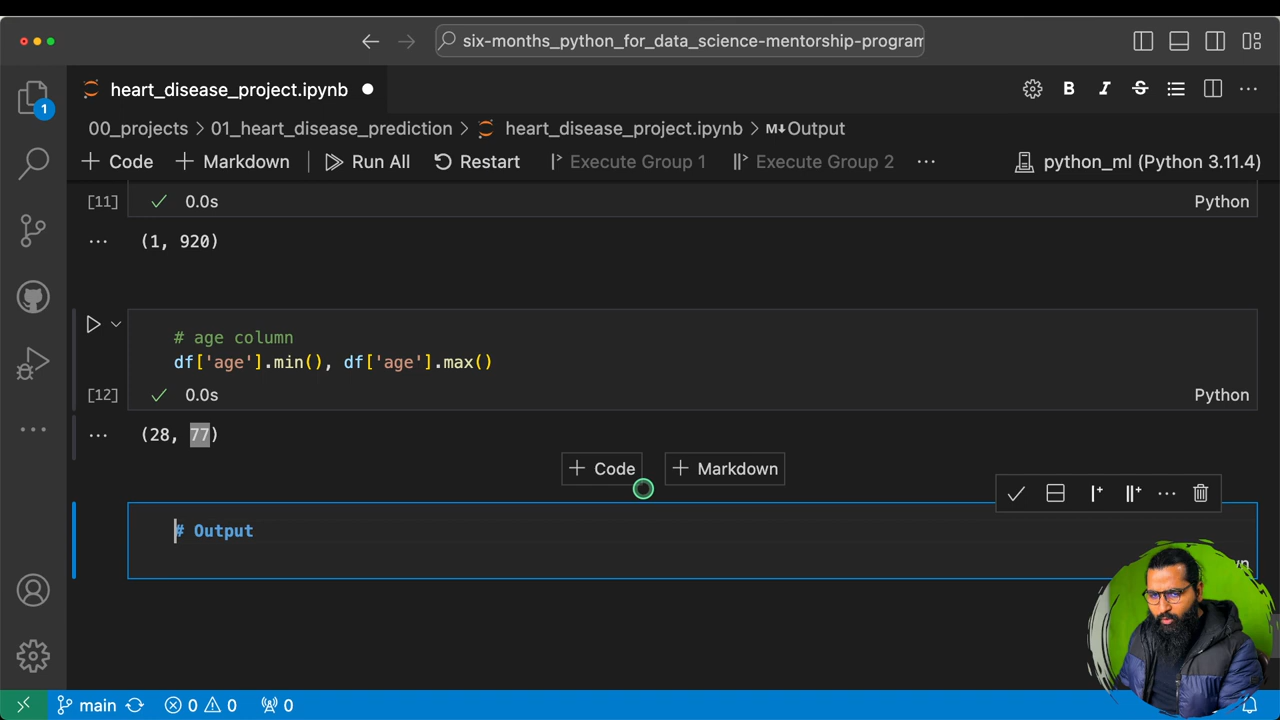 six-months_python_for_data_science-mentorship-program
heart_disease_project.ipynb
1
00_projects > 01_heart_disease_prediction > heart_disease_project.ipynb > M↓Output
+ Code + Markdown Run All Restart Execute Group 1 Execute Group 2 ... python_ml (Python 3.11.4)
[11] ✓ 0.0s Python
(1, 920)
# age column
df['age'].min(), df['age'].max()
[12] ✓ 0.0s Python
(28, 77)
+ Code + Markdown
# Output
main 0 0 0